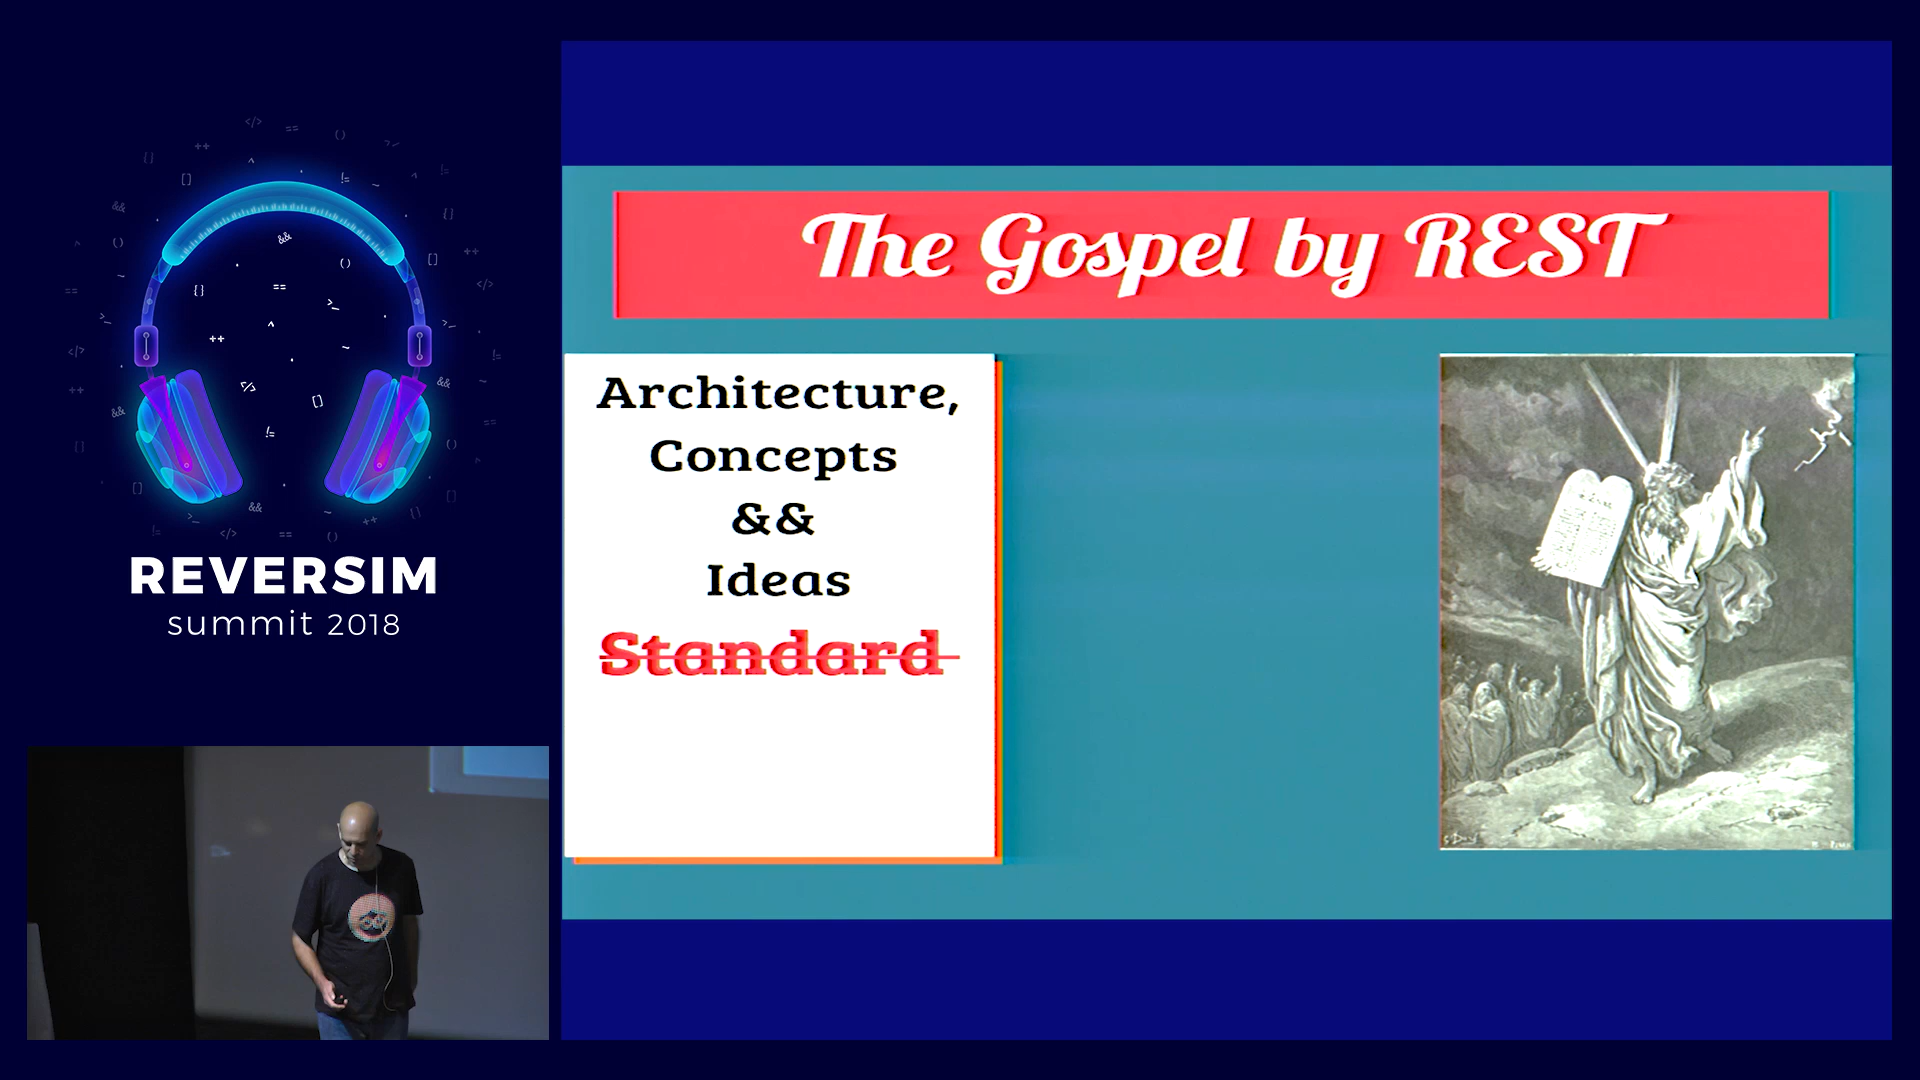 REVERSIM
summit 2018
The Gospel by REST
Architecture,
Concepts
&&
Ideas
Standard